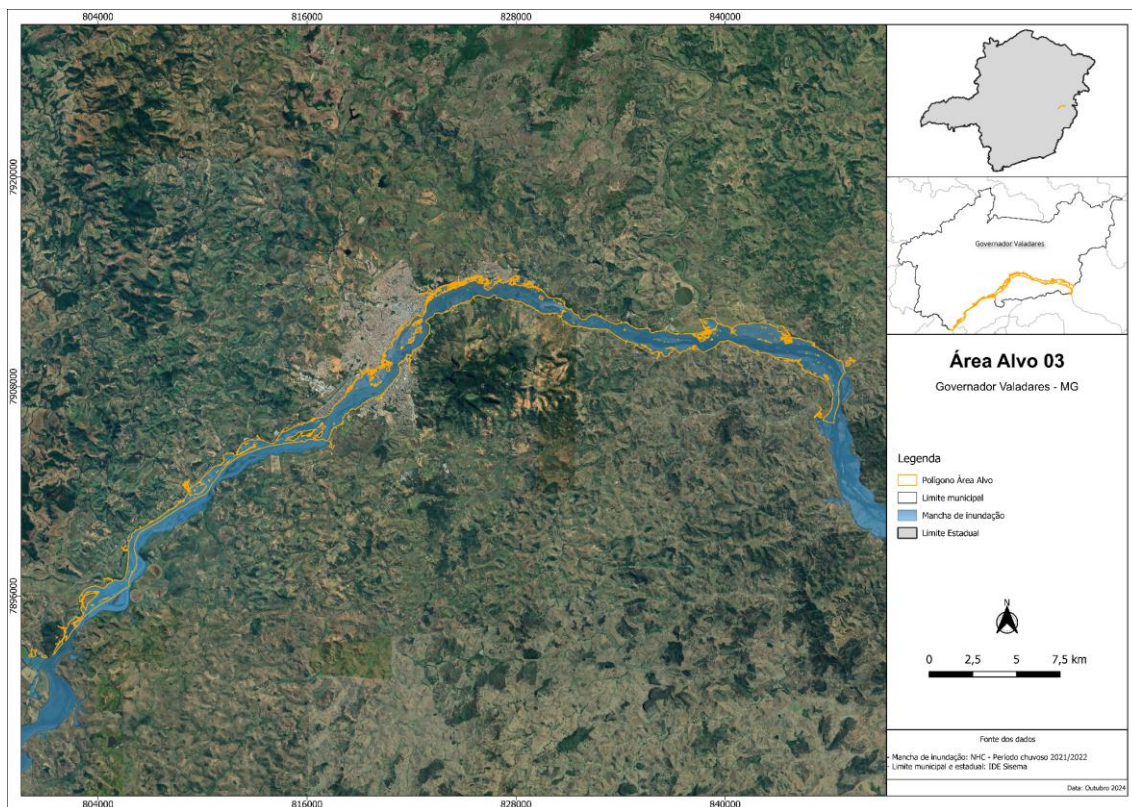 804000 816000 828000 840000
7920000
7908000
7896000
804000 816000 828000 840000
Governador Valadares
Área Alvo 03
Governador Valadares - MG
Legenda
Polígono Área Alvo
Limite municipal
Mancha de inundação
Limite Estadual
N
0 2,5 5 7,5 km
Fonte dos dados
- Mancha de inundação: NHC - Período chuvoso 2021/2022
- Limite municipal e estadual: IDE Sisema
Data: Outubro 2024